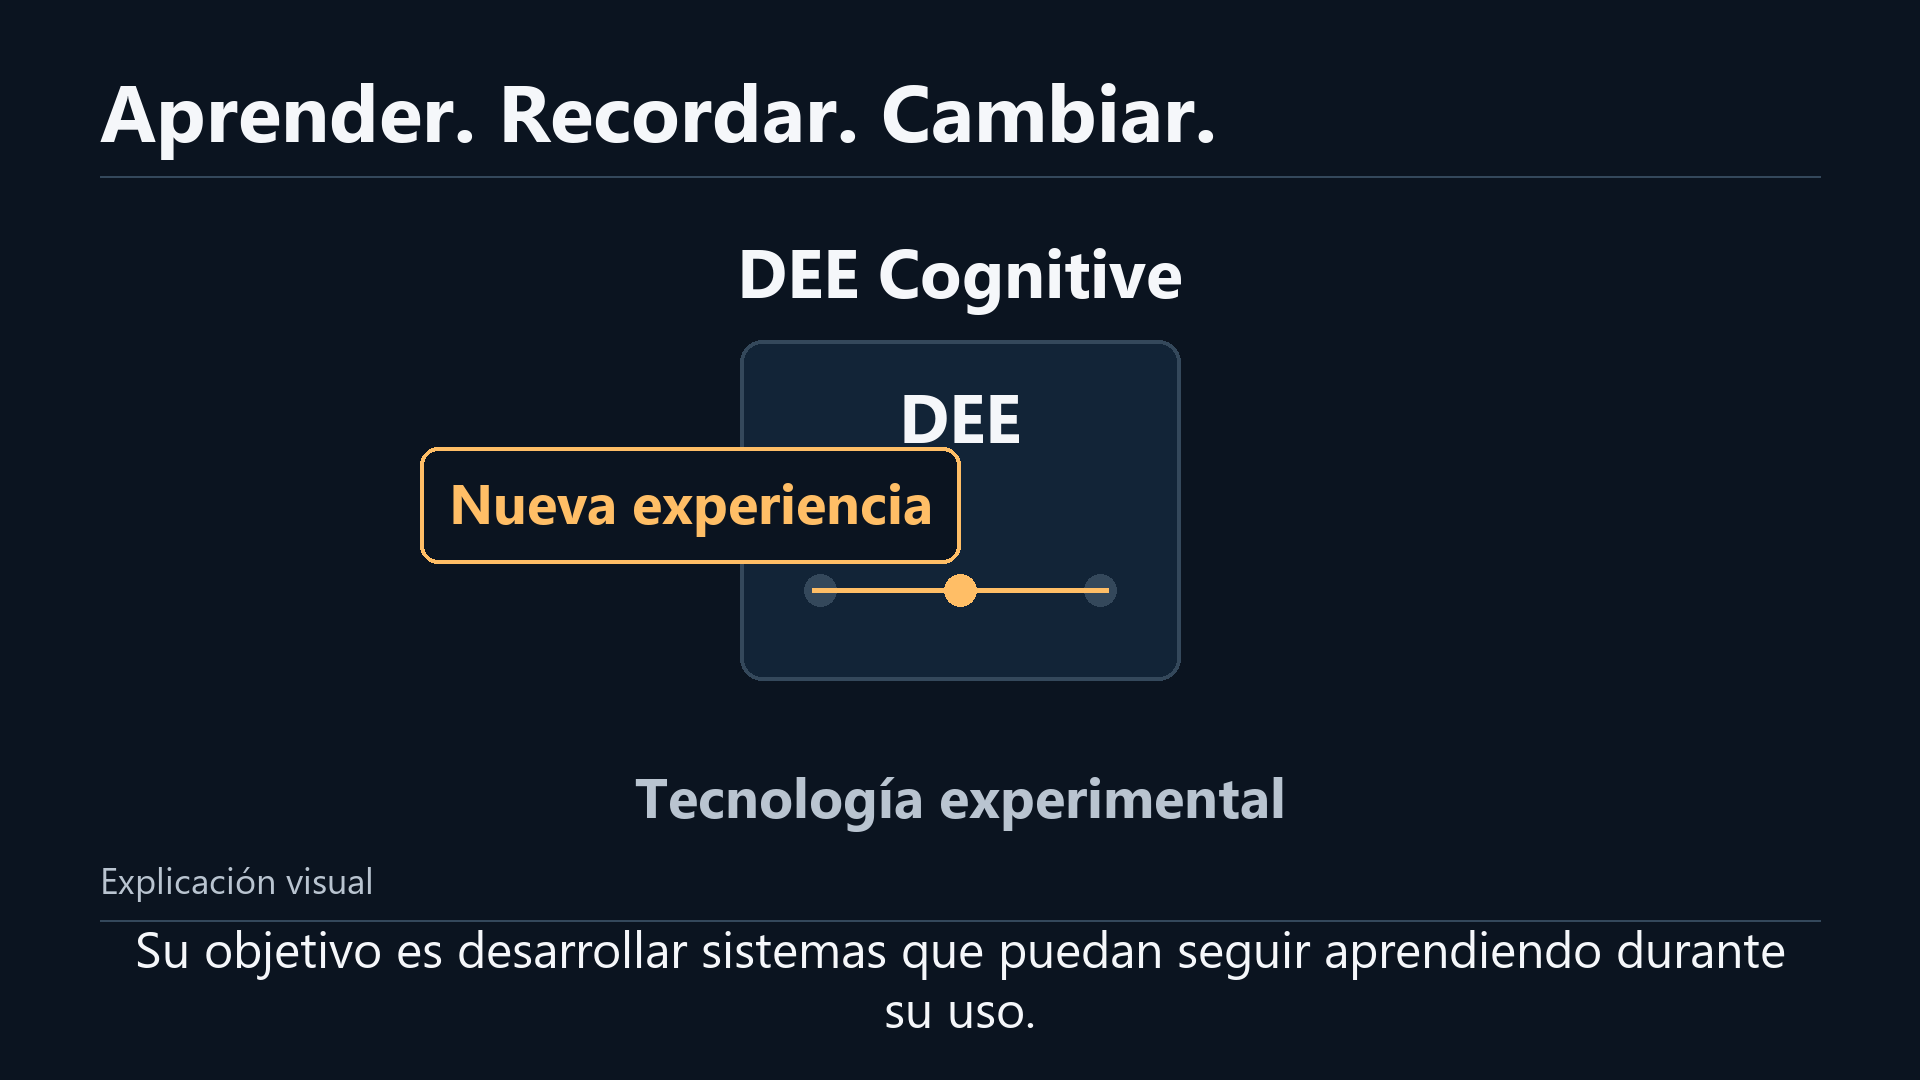 Aprender. Recordar. Cambiar.
DEE Cognitive
DEE
Nueva experiencia
Tecnología experimental
Explicación visual
Su objetivo es desarrollar sistemas que puedan seguir aprendiendo durante
su uso.